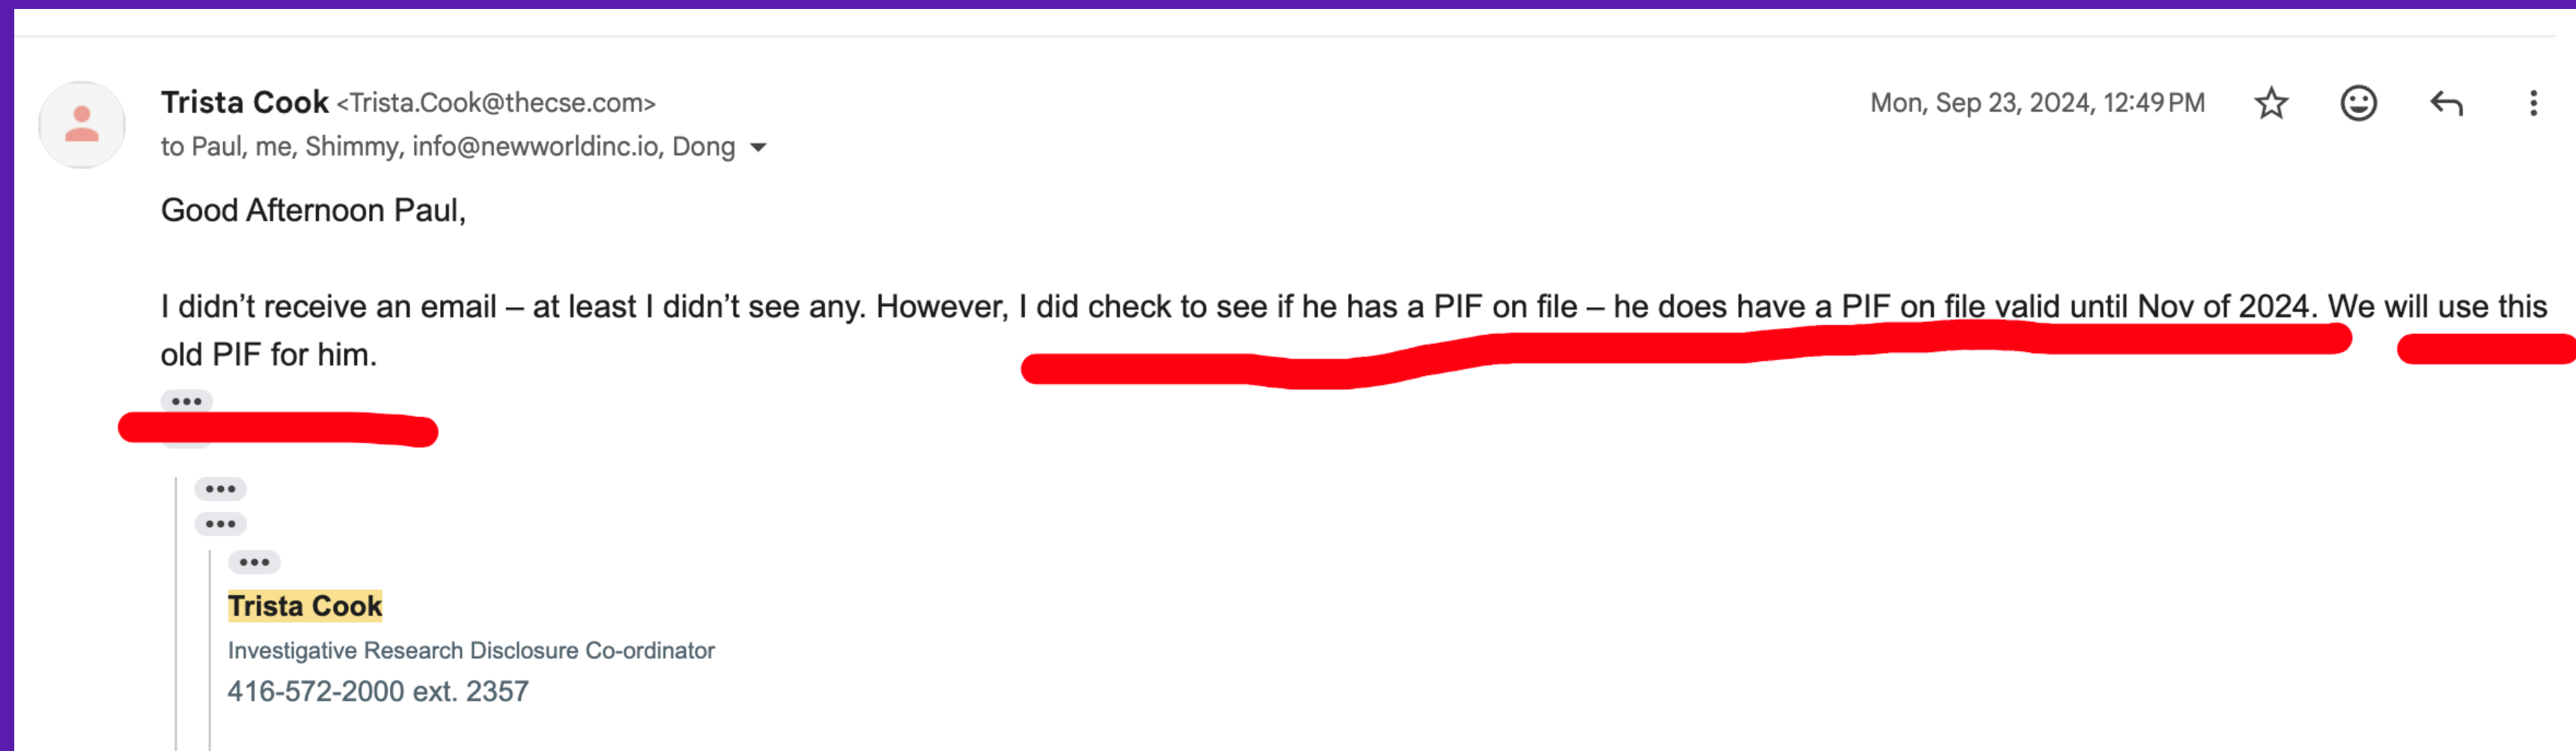 Trista Cook <Trista.Cook@thecse.com>
Mon, Sep 23, 2024, 12:49 PM
to Paul, me, Shimmy, info@newworldinc.io, Dong
Good Afternoon Paul,
I didn’t receive an email – at least I didn’t see any. However, I did check to see if he has a PIF on file – he does have a PIF on file valid until Nov of 2024. We will use this
old PIF for him.
Trista Cook
Investigative Research Disclosure Co-ordinator
416-572-2000 ext. 2357